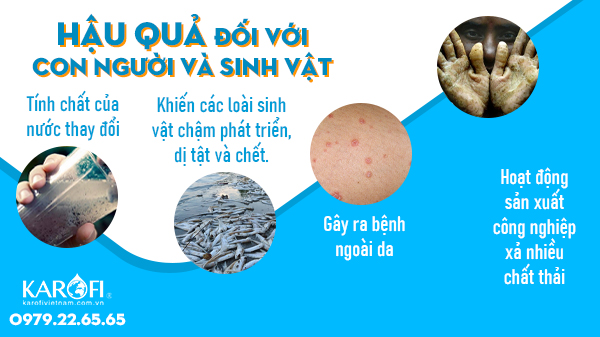 HẬU QUẢ ĐỐI VỚI
CON NGƯỜI VÀ SINH VẬT
Tính chất của
nước thay đổi
Khiến các loài sinh
vật chậm phát triển,
dị tật và chết.
Gây ra bệnh
ngoài da
Hoạt động
sản xuất
công nghiệp
xả nhiều
chất thải
KAROFI
karofivietnam.com.vn
0979.22.65.65